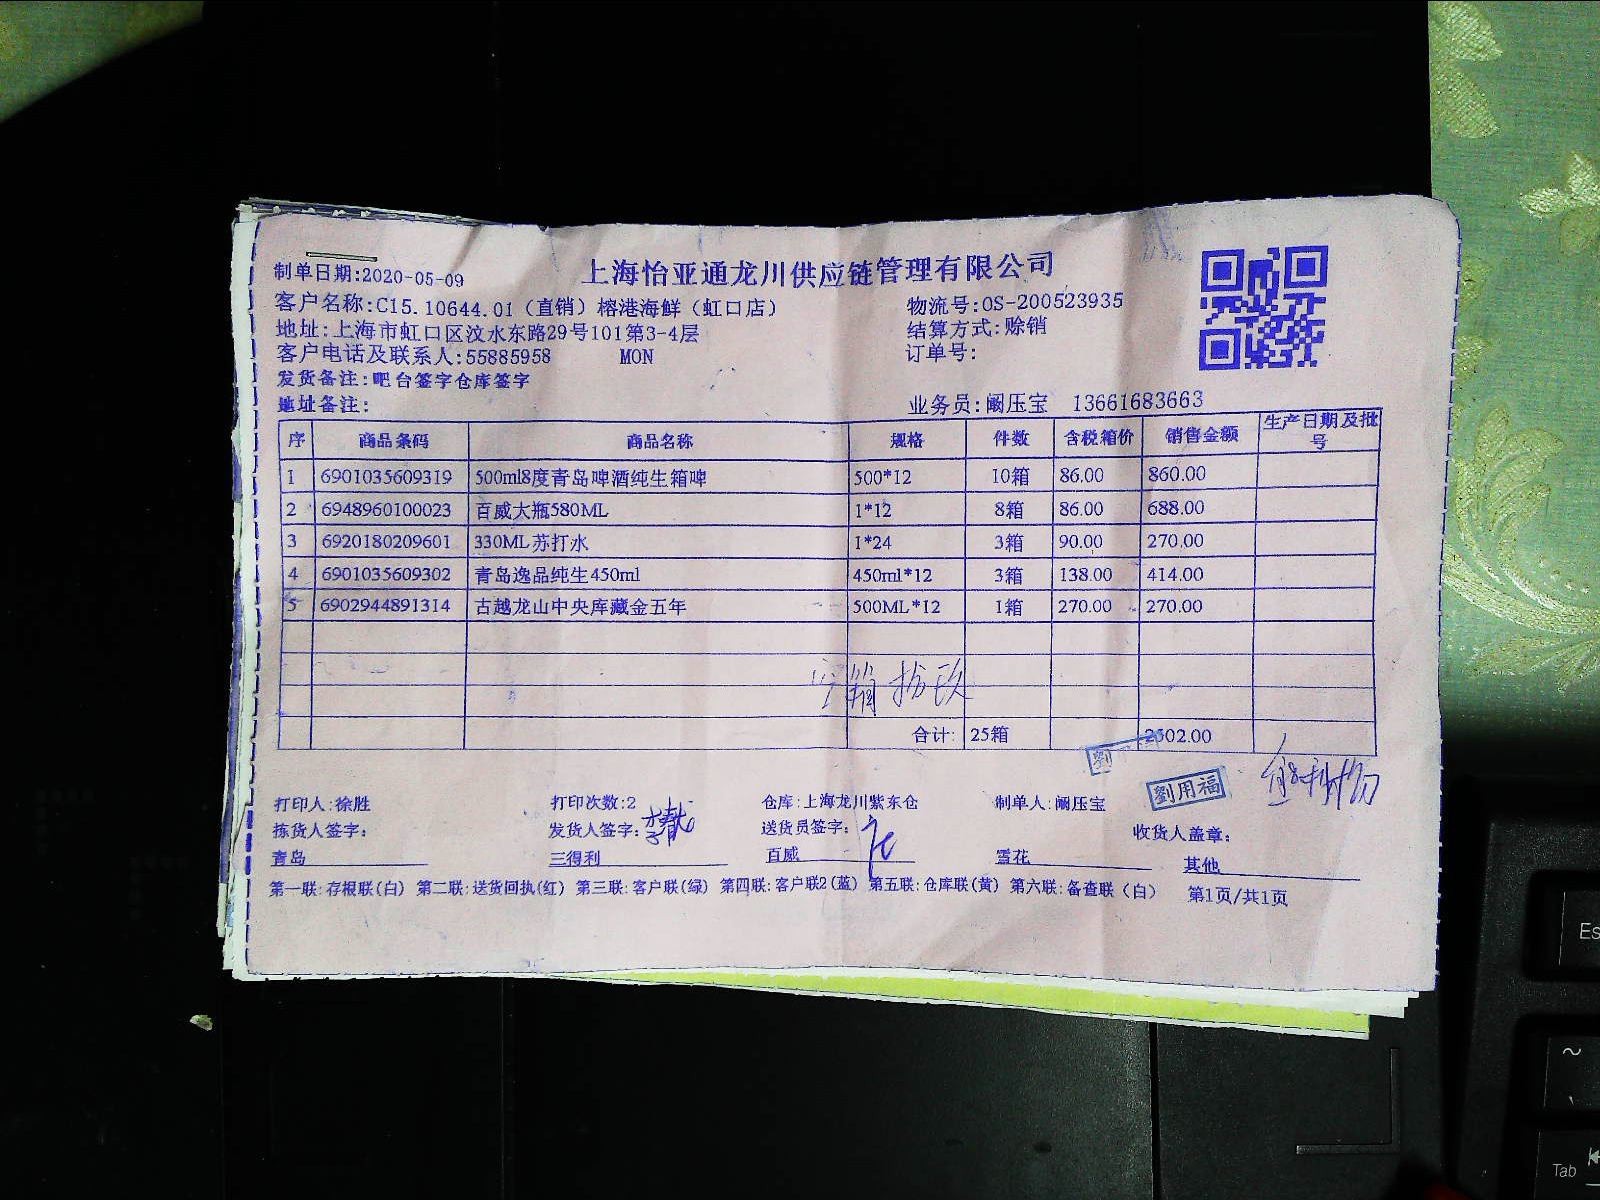 上海怡亚通龙川供应链管理有限公司
制单日期:2020-05-09
客户名称:C15.10644.01（直销）榕港海鲜（虹口店） 物流号:OS-200523935
地址:上海市虹口区汶水东路29号101第3-4层 结算方式:赊销
客户电话及联系人:55885958 MON 订单号:
发货备注:吧台签字仓库签字
地址备注: 业务员:阚压宝 13661683663
序 商品条码 商品名称 规格 件数 含税箱价 销售金额 生产日期及批号
1 6901035609319 500ml8度青岛啤酒纯生箱啤 500*12 10箱 86.00 860.00
2 6948960100023 百威大瓶580ML 1*12 8箱 86.00 688.00
3 6920180209601 330ML苏打水 1*24 3箱 90.00 270.00
4 6901035609302 青岛逸品纯生450ml 450ml*12 3箱 138.00 414.00
5 6902944891314 古越龙山中央库藏金五年 500ML*12 1箱 270.00 270.00
空箱拾玖
合计: 25箱 2502.00
劉用福
打印人:徐胜 打印次数:2 仓库:上海龙川紫东仓 制单人:阚压宝
拣货人签字: 发货人签字: 送货员签字: 收货人盖章:
青岛 三得利 百威 雪花 其他
第一联:存根联(白) 第二联:送货回执(红) 第三联:客户联(绿) 第四联:客户联2(蓝) 第五联:仓库联(黄) 第六联:备查联（白） 第1页/共1页
Es
~
Tab